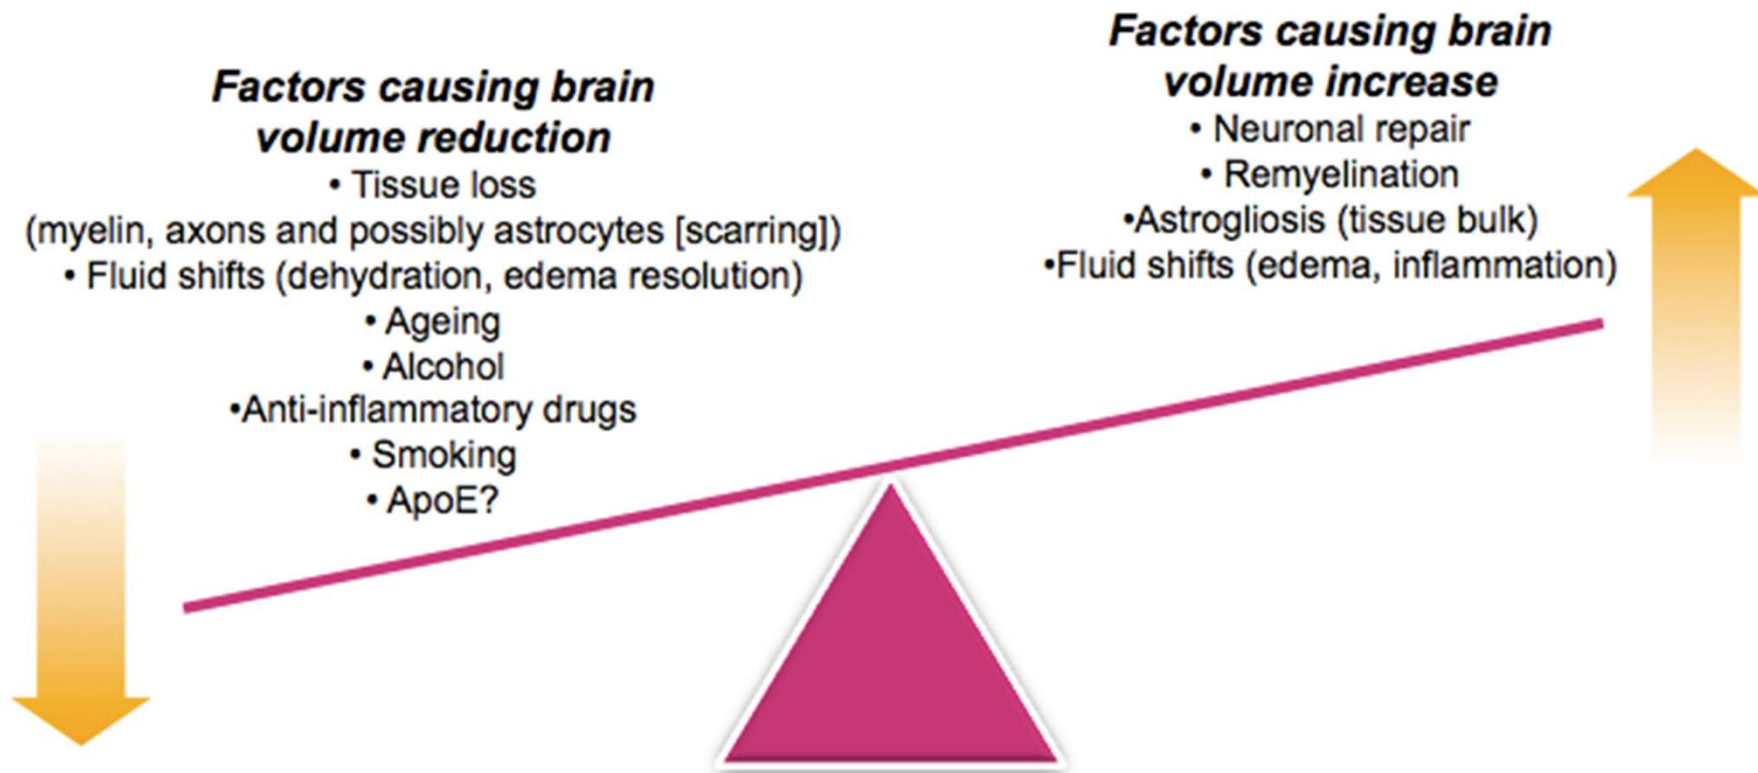 Factors causing brain
volume reduction
• Tissue loss
(myelin, axons and possibly astrocytes [scarring])
• Fluid shifts (dehydration, edema resolution)
• Ageing
• Alcohol
•Anti-inflammatory drugs
• Smoking
• ApoE?
Factors causing brain
volume increase
• Neuronal repair
• Remyelination
•Astrogliosis (tissue bulk)
•Fluid shifts (edema, inflammation)